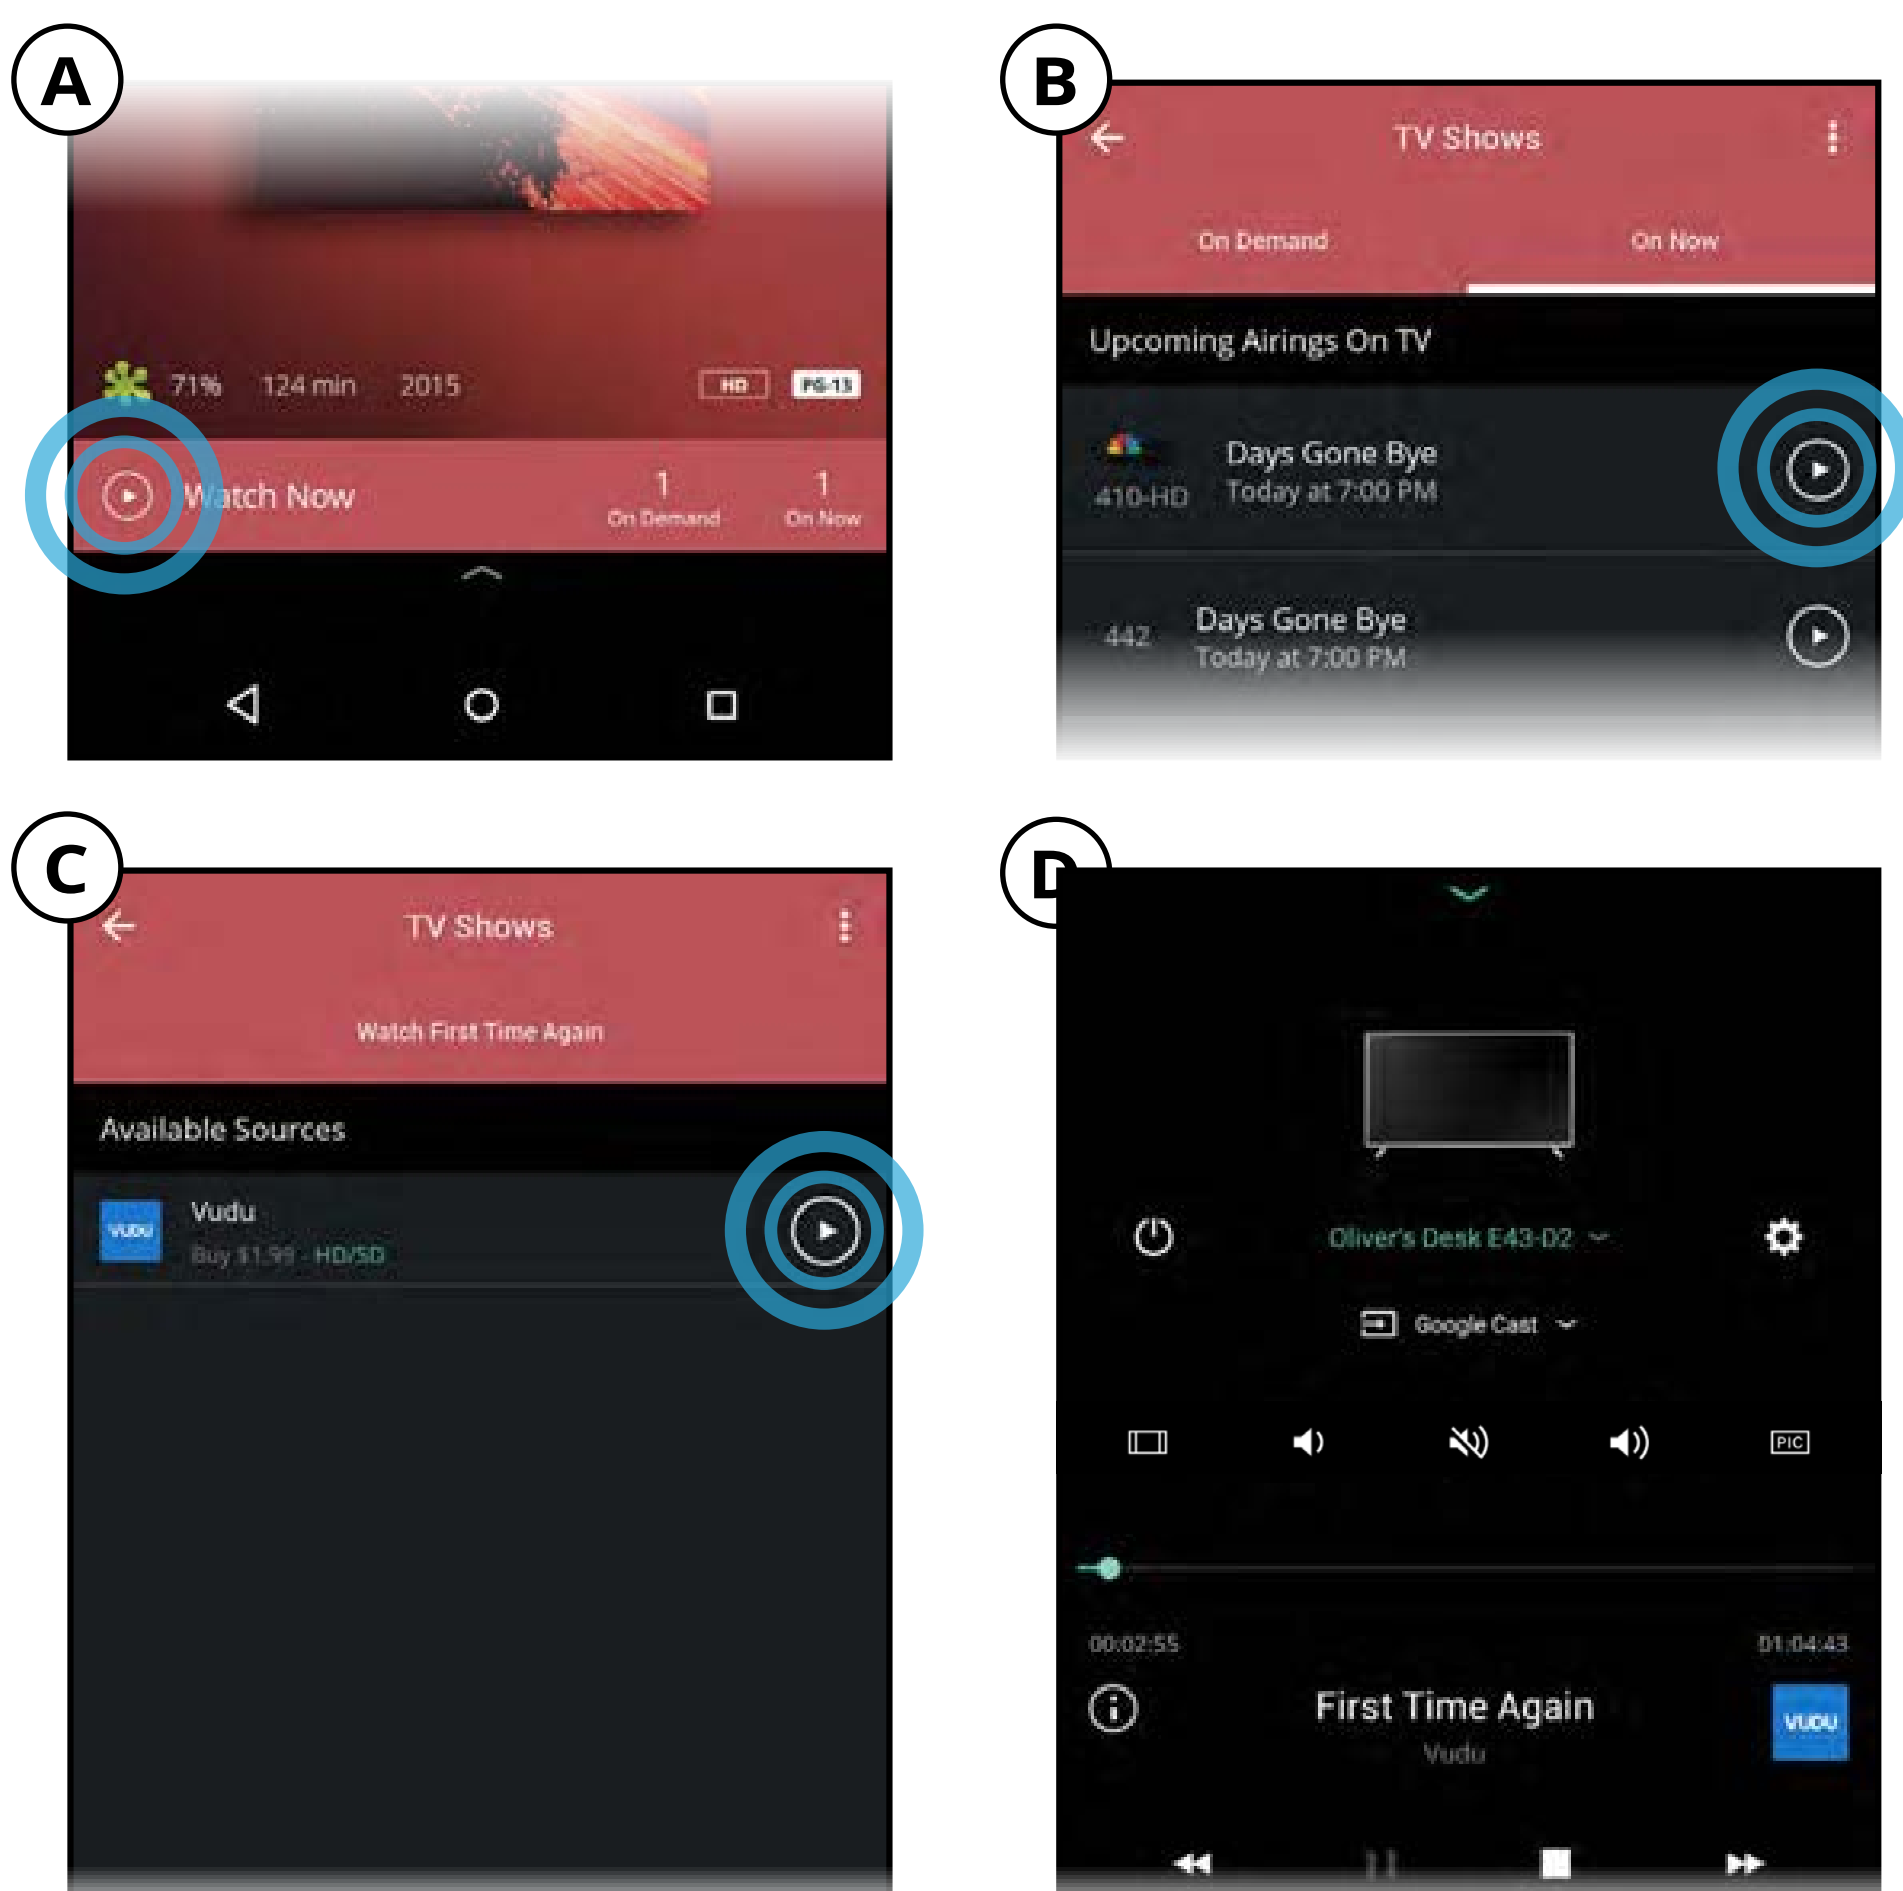 A
71% 124 min 2015 HD PG-13
Watch Now
1 On Demand
1 On Now
B
TV Shows
On Demand On Now
Upcoming Airings On TV
410-HD
Days Gone Bye
Today at 7:00 PM
442
Days Gone Bye
Today at 7:00 PM
C
TV Shows
Watch First Time Again
Available Sources
VUDU
Vudu
Buy $1.99 - HD/SD
D
Oliver's Desk E43-D2
Google Cast
PIC
00:02:55 01:04:43
First Time Again
Vudu
VUDU